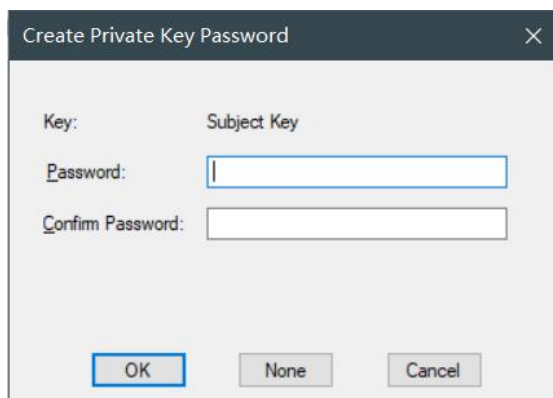 Create Private Key Password
Key: Subject Key
Password:
Confirm Password:
OK None Cancel